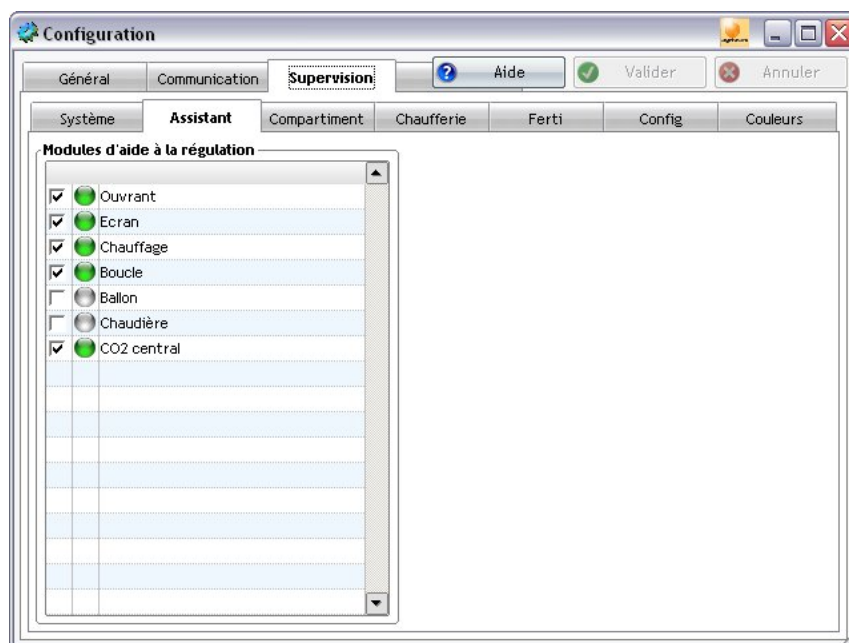 Configuration
Général Communication Supervision Aide Valider Annuler
Système Assistant Compartiment Chaufferie Ferti Config Couleurs
Modules d'aide à la régulation
Ouvrant
Ecran
Chauffage
Boucle
Ballon
Chaudière
CO2 central